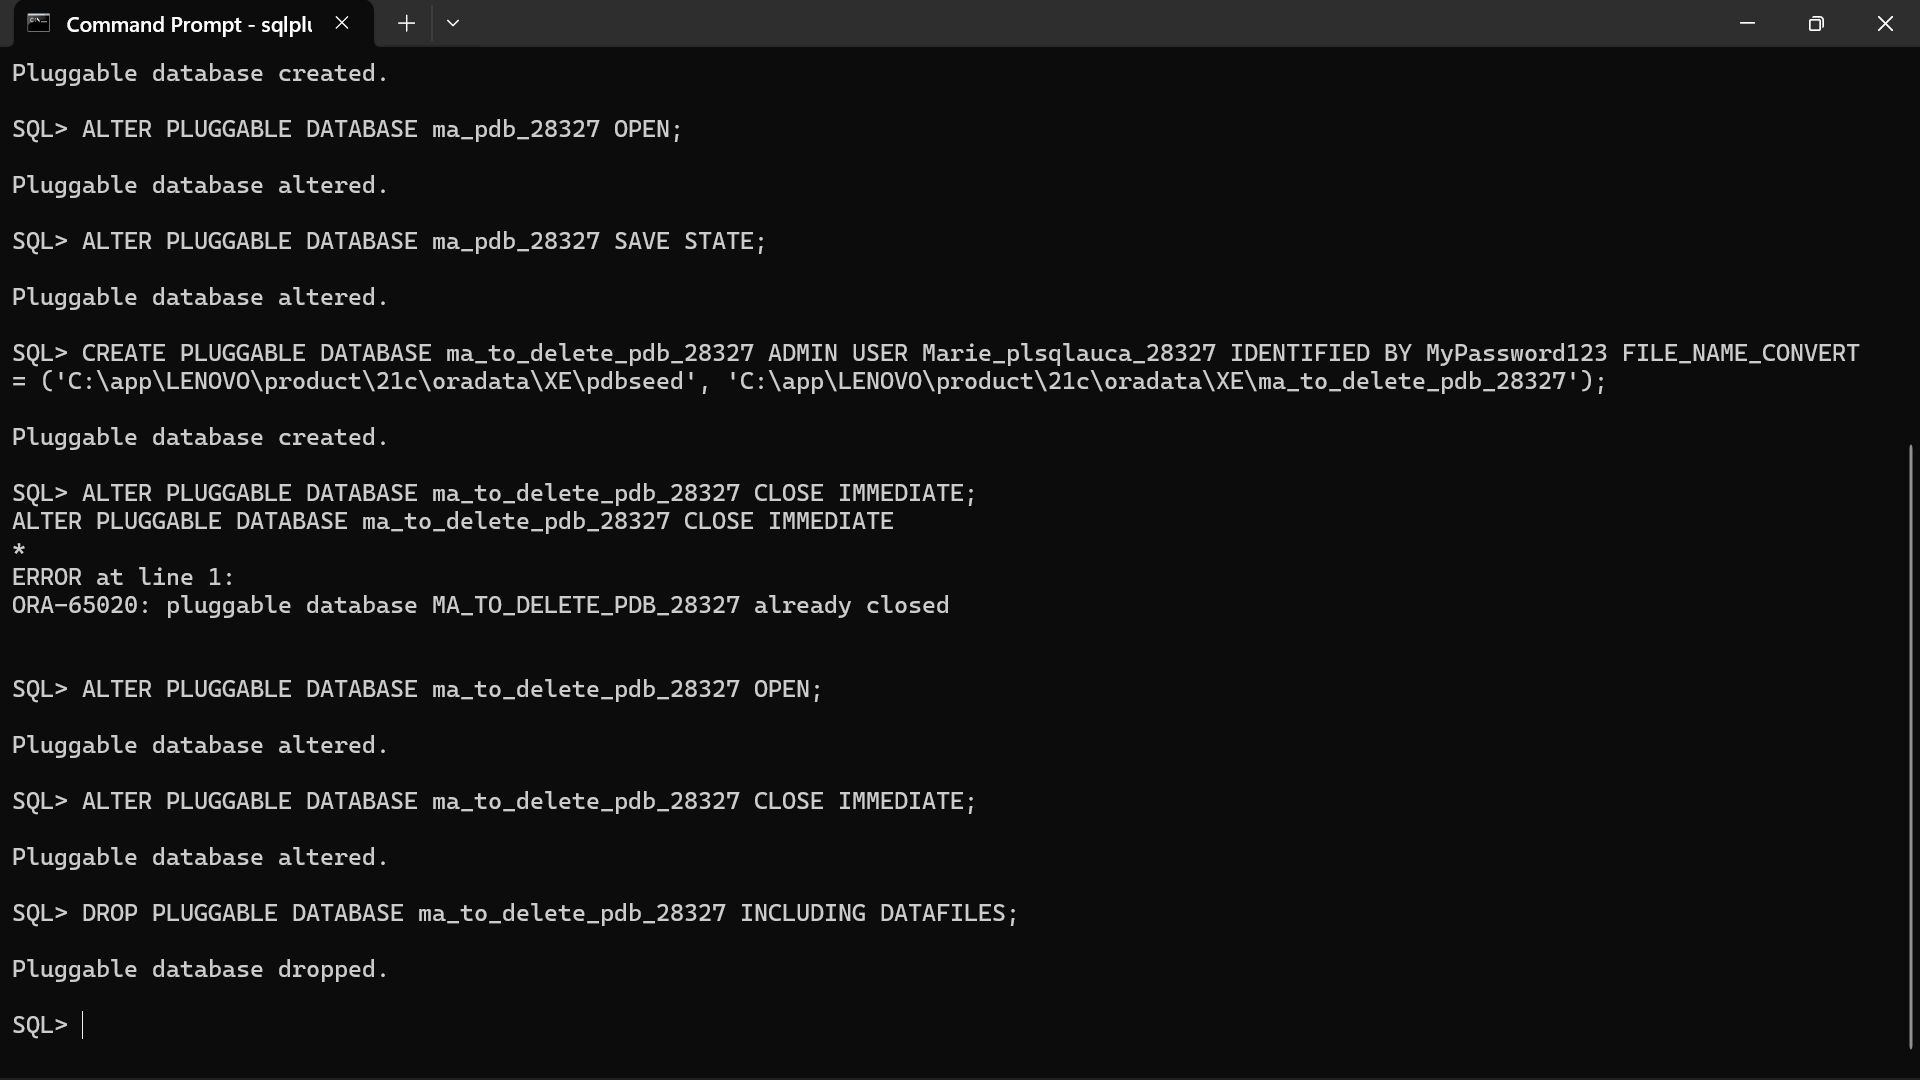 Command Prompt - sqlplu
Pluggable database created.
SQL> ALTER PLUGGABLE DATABASE ma_pdb_28327 OPEN;
Pluggable database altered.
SQL> ALTER PLUGGABLE DATABASE ma_pdb_28327 SAVE STATE;
Pluggable database altered.
SQL> CREATE PLUGGABLE DATABASE ma_to_delete_pdb_28327 ADMIN USER Marie_plsqlauca_28327 IDENTIFIED BY MyPassword123 FILE_NAME_CONVERT
= ('C:\app\LENOVO\product\21c\oradata\XE\pdbseed', 'C:\app\LENOVO\product\21c\oradata\XE\ma_to_delete_pdb_28327');
Pluggable database created.
SQL> ALTER PLUGGABLE DATABASE ma_to_delete_pdb_28327 CLOSE IMMEDIATE;
ALTER PLUGGABLE DATABASE ma_to_delete_pdb_28327 CLOSE IMMEDIATE
*
ERROR at line 1:
ORA-65020: pluggable database MA_TO_DELETE_PDB_28327 already closed
SQL> ALTER PLUGGABLE DATABASE ma_to_delete_pdb_28327 OPEN;
Pluggable database altered.
SQL> ALTER PLUGGABLE DATABASE ma_to_delete_pdb_28327 CLOSE IMMEDIATE;
Pluggable database altered.
SQL> DROP PLUGGABLE DATABASE ma_to_delete_pdb_28327 INCLUDING DATAFILES;
Pluggable database dropped.
SQL>